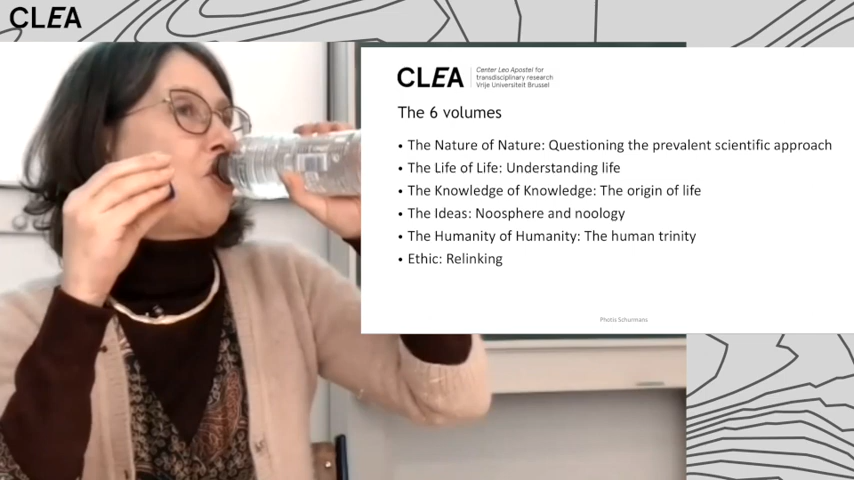 CLEA
CLEA
Center Leo Apostel for
transdisciplinary research
Vrije Universiteit Brussel
The 6 volumes
• The Nature of Nature: Questioning the prevalent scientific approach
• The Life of Life: Understanding life
• The Knowledge of Knowledge: The origin of life
• The Ideas: Noosphere and noology
• The Humanity of Humanity: The human trinity
• Ethic: Relinking
Photis Schurmans